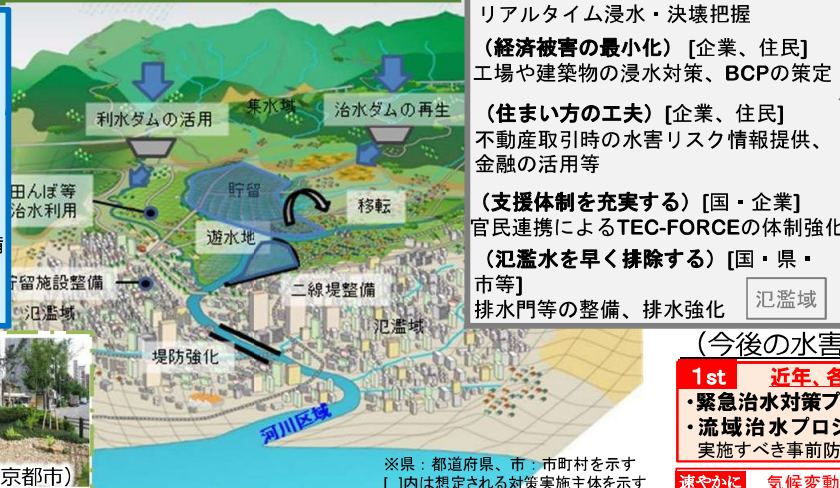 利水ダムの活用
集水域
治水ダムの再生
田んぼ等
治水利用
貯留
移転
遊水地
貯留施設整備
二線堤整備
氾濫域
氾濫域
堤防強化
河川区域
京都市）
※県：都道府県、市：市町村を示す
[ ]内は想定される対策実施主体を示す
リアルタイム浸水・決壊把握
（経済被害の最小化）[企業、住民]
工場や建築物の浸水対策、BCPの策定
（住まい方の工夫）[企業、住民]
不動産取引時の水害リスク情報提供、
金融の活用等
（支援体制を充実する）[国・企業]
官民連携によるTEC-FORCEの体制強化
（氾濫水を早く排除する）[国・県・
市等]
排水門等の整備、排水強化
氾濫域
（今後の水害
1st 近年、各
・緊急治水対策プ
・流域治水プロジ
実施すべき事前防
速やかに 気候変動